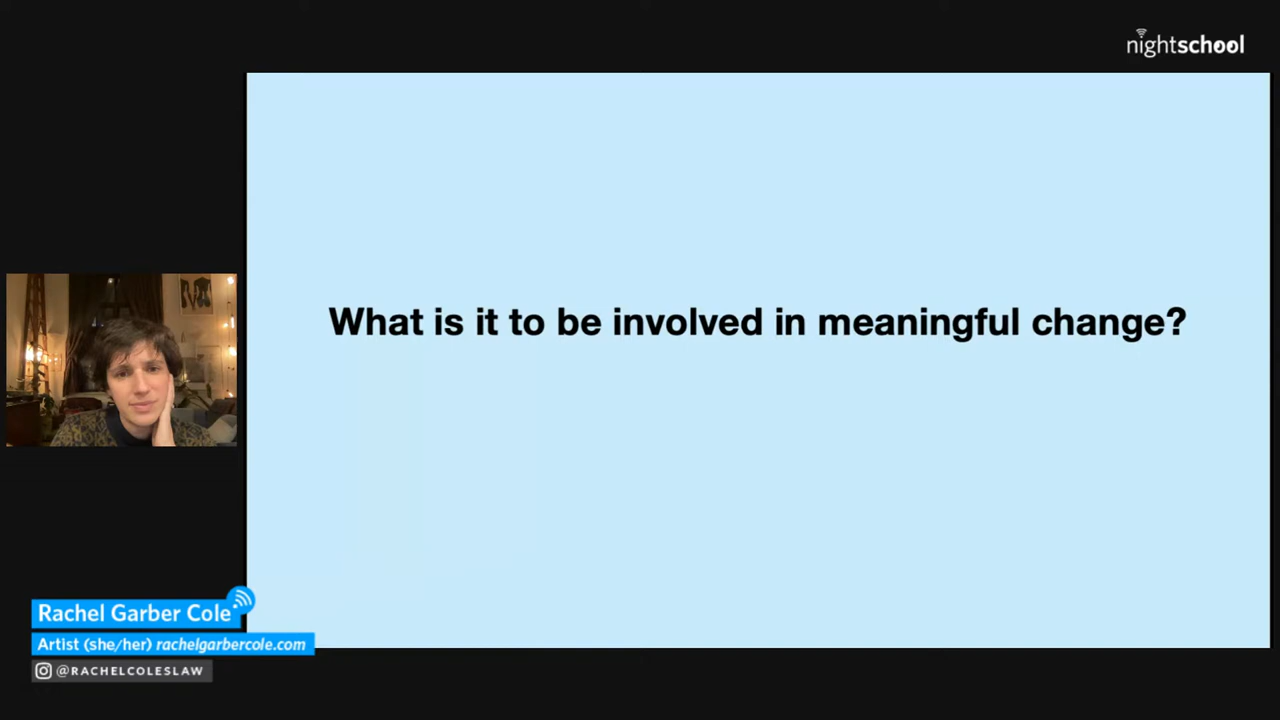 nightschool
What is it to be involved in meaningful change?
Rachel Garber Cole
Artist (she/her) rachelgarbercole.com
@RACHELCOLESLAW